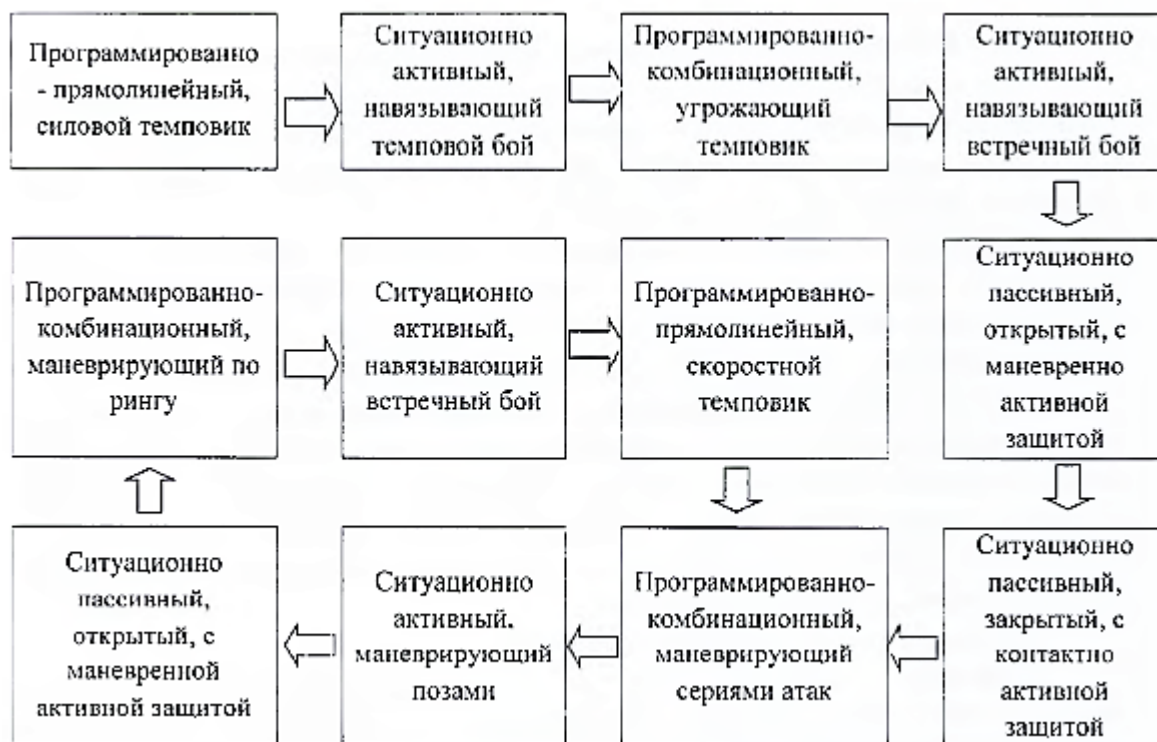 Программированно
- прямолинейный,
силовой темповик
Ситуационно
активный,
навязывающий
темповой бой
Программированно-
комбинационный,
угрожающий
темповик
Ситуационно
активный,
навязывающий
встречный бой
Программированно-
комбинационный,
маневрирующий по
рингу
Ситуационно
активный,
навязывающий
встречный бой
Программированно-
прямолинейный,
скоростной
темповик
Ситуационно
пассивный,
открытый, с
маневренно
активной
защитой
Ситуационно
пассивный,
открытый, с
маневренной
активной защитой
Ситуационно
активный.
маневрирующий
позами
Программированно-
комбинационный,
маневрирующий
сериями атак
Ситуационно
пассивный,
закрытый, с
контактно
активной
защитой